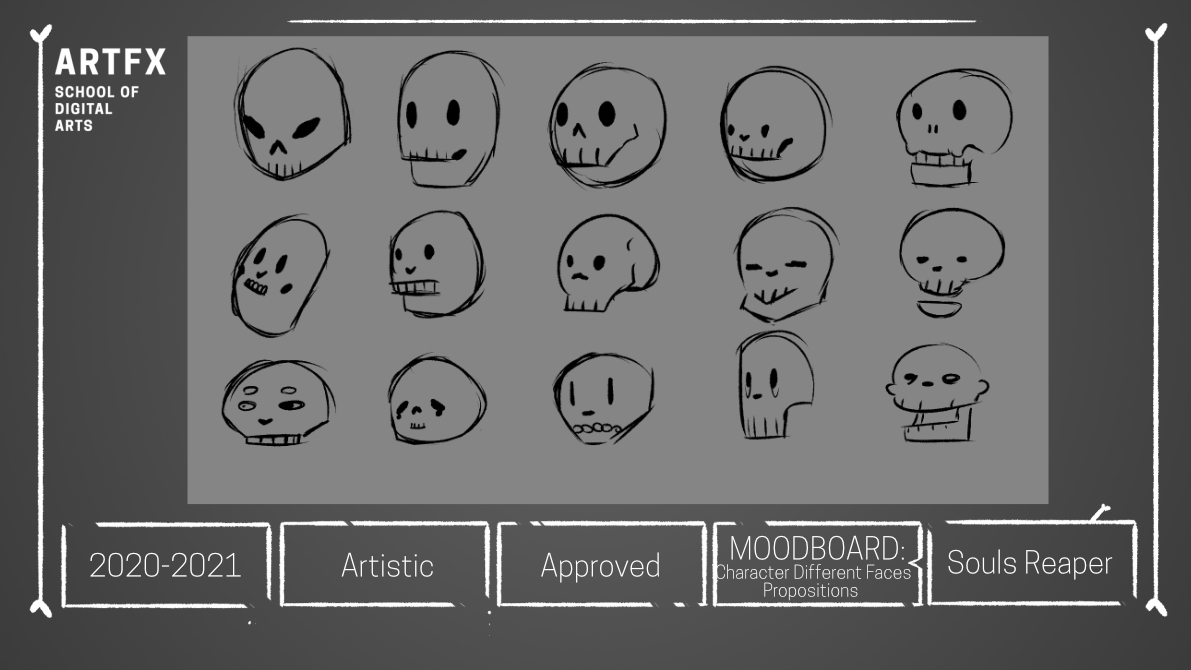 ARTFX
SCHOOL OF
DIGITAL
ARTS
2020-2021
Artistic
Approved
MOODBOARD:
Character Different Faces
Propositions
Souls Reaper